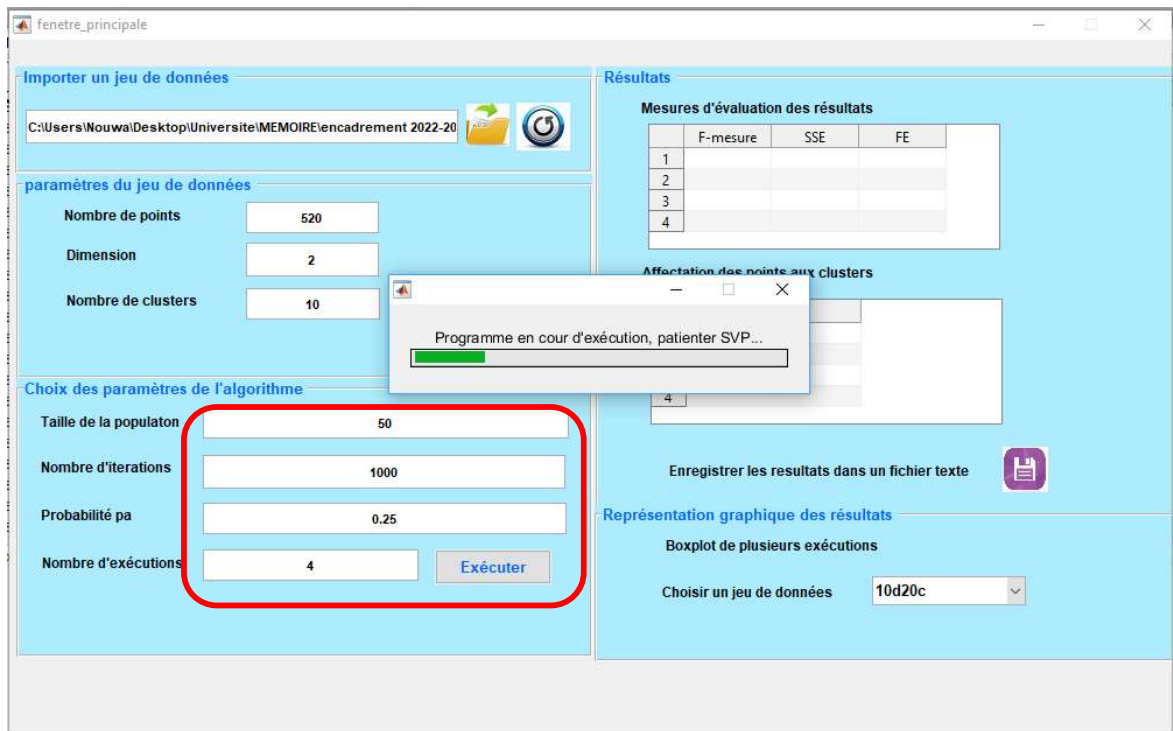 fenetre_principale
Importer un jeu de données
C:\Users\Nouwa\Desktop\Universite\MEMOIRE\encadrement 2022-20
paramètres du jeu de données
Nombre de points
520
Dimension
2
Nombre de clusters
10
Choix des paramètres de l'algorithme
Taille de la populaton
50
Nombre d'iterations
1000
Probabilité pa
0.25
Nombre d'exécutions
4
Exécuter
Programme en cour d'exécution, patienter SVP...
Résultats
Mesures d'évaluation des résultats
F-mesure SSE FE
1
2
3
4
Affectation des points aux clusters
4
Enregistrer les resultats dans un fichier texte
Représentation graphique des résultats
Boxplot de plusieurs exécutions
Choisir un jeu de données
10d20c